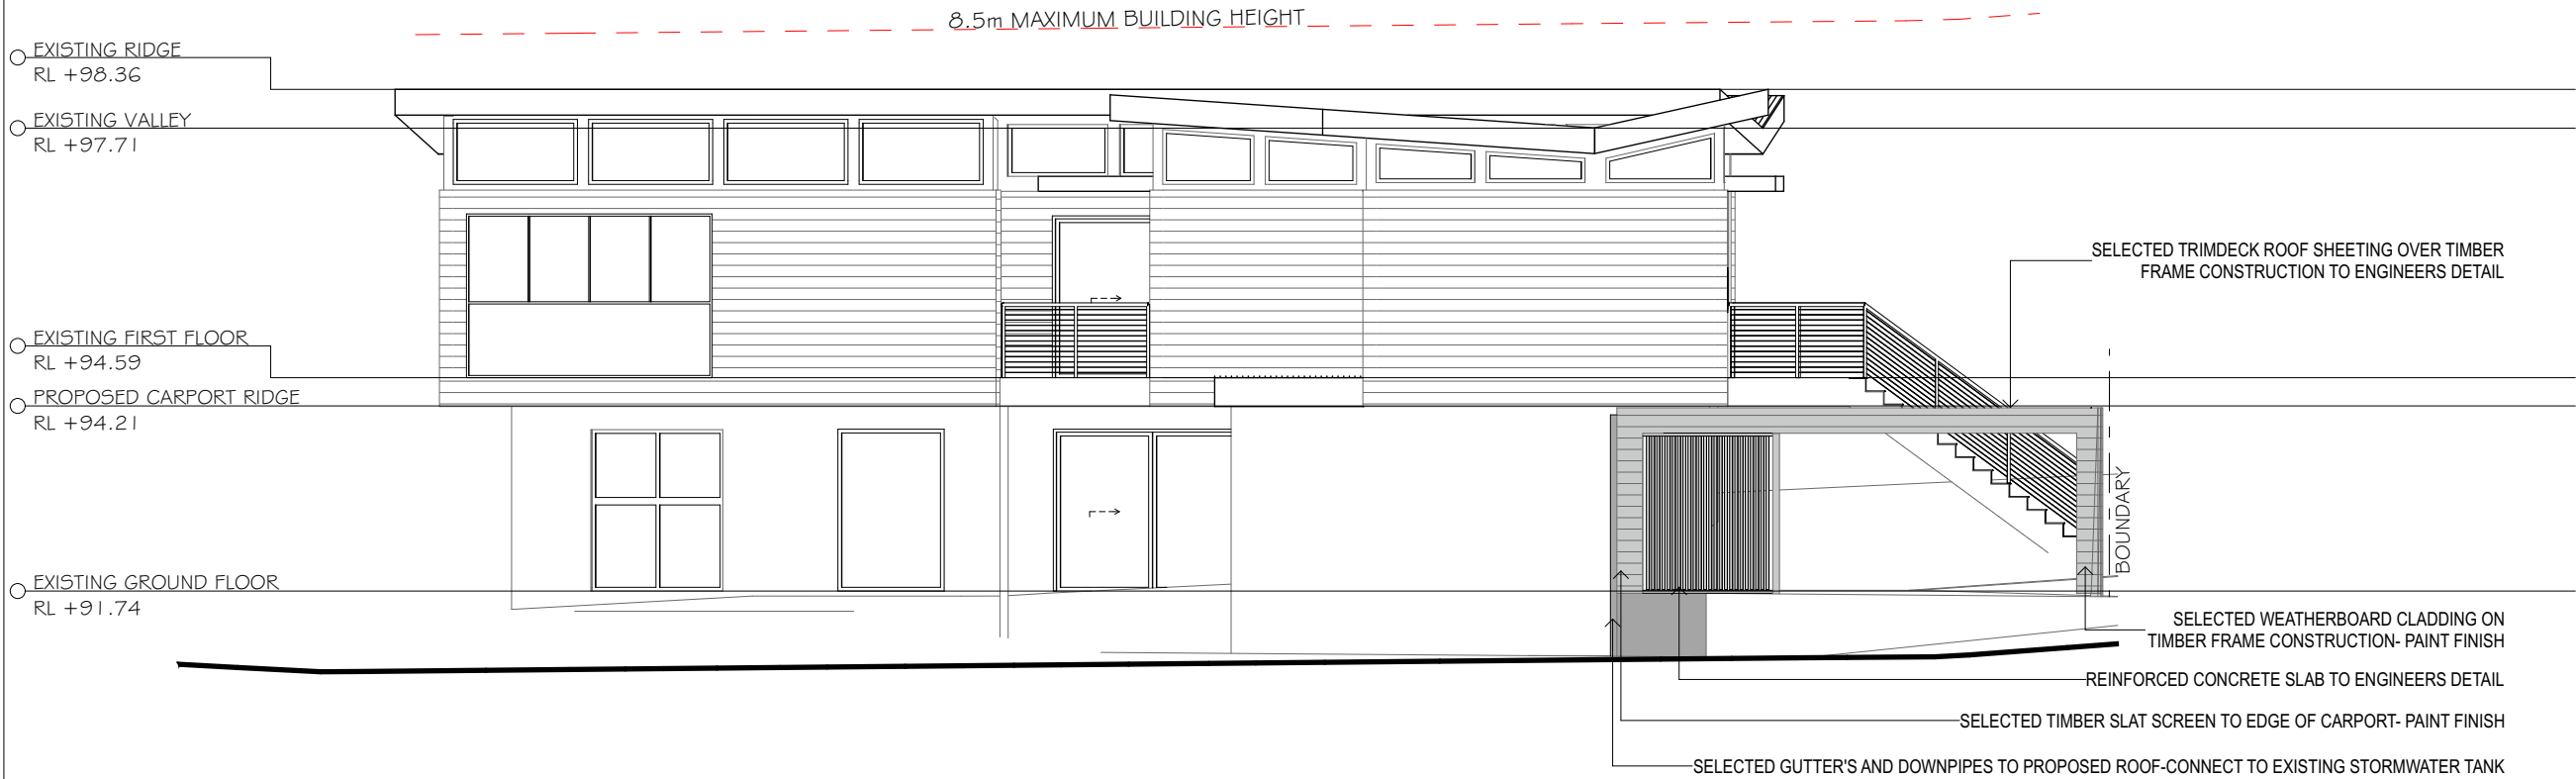 8.5m MAXIMUM BUILDING HEIGHT
EXISTING RIDGE
RL +98.36
EXISTING VALLEY
RL +97.71
EXISTING FIRST FLOOR
RL +94.59
PROPOSED CARPORT RIDGE
RL +94.21
EXISTING GROUND FLOOR
RL +91.74
SELECTED TRIMDECK ROOF SHEETING OVER TIMBER
FRAME CONSTRUCTION TO ENGINEERS DETAIL
BOUNDARY
SELECTED WEATHERBOARD CLADDING ON
TIMBER FRAME CONSTRUCTION- PAINT FINISH
REINFORCED CONCRETE SLAB TO ENGINEERS DETAIL
SELECTED TIMBER SLAT SCREEN TO EDGE OF CARPORT- PAINT FINISH
SELECTED GUTTER'S AND DOWNPIPES TO PROPOSED ROOF-CONNECT TO EXISTING STORMWATER TANK